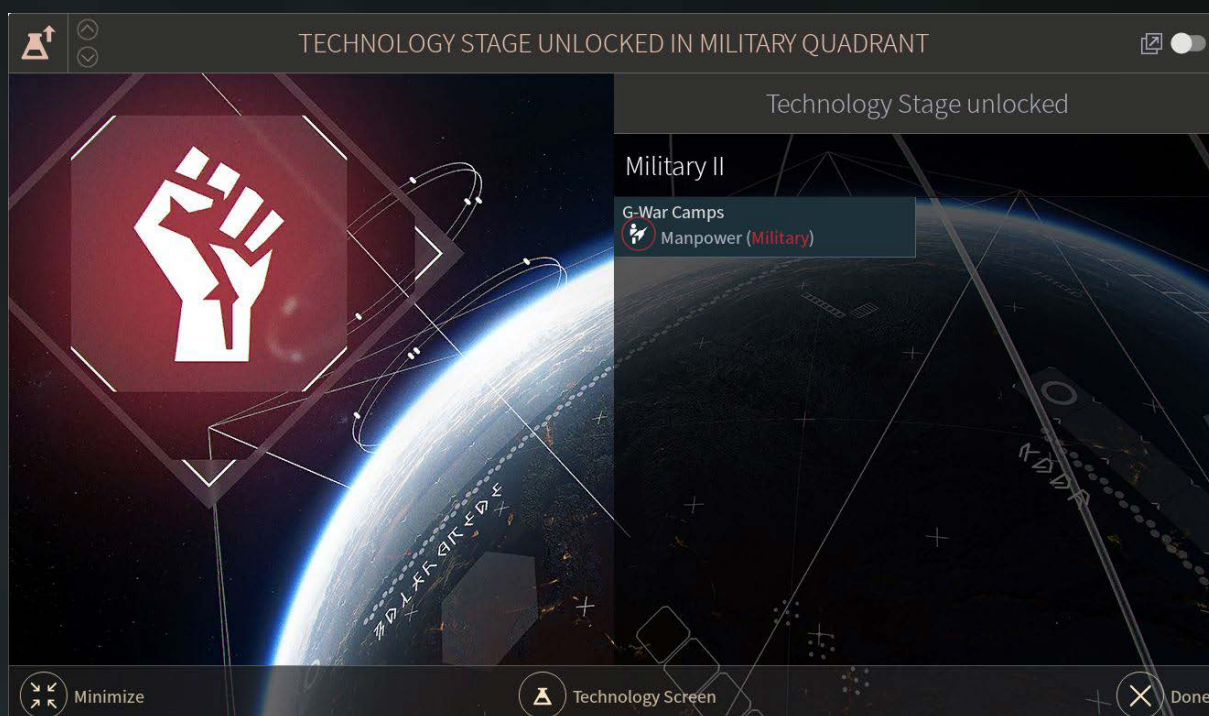 TECHNOLOGY STAGE UNLOCKED IN MILITARY QUADRANT
Technology Stage unlocked
Military II
G-War Camps
Manpower (Military)
Minimize
Technology Screen
Done